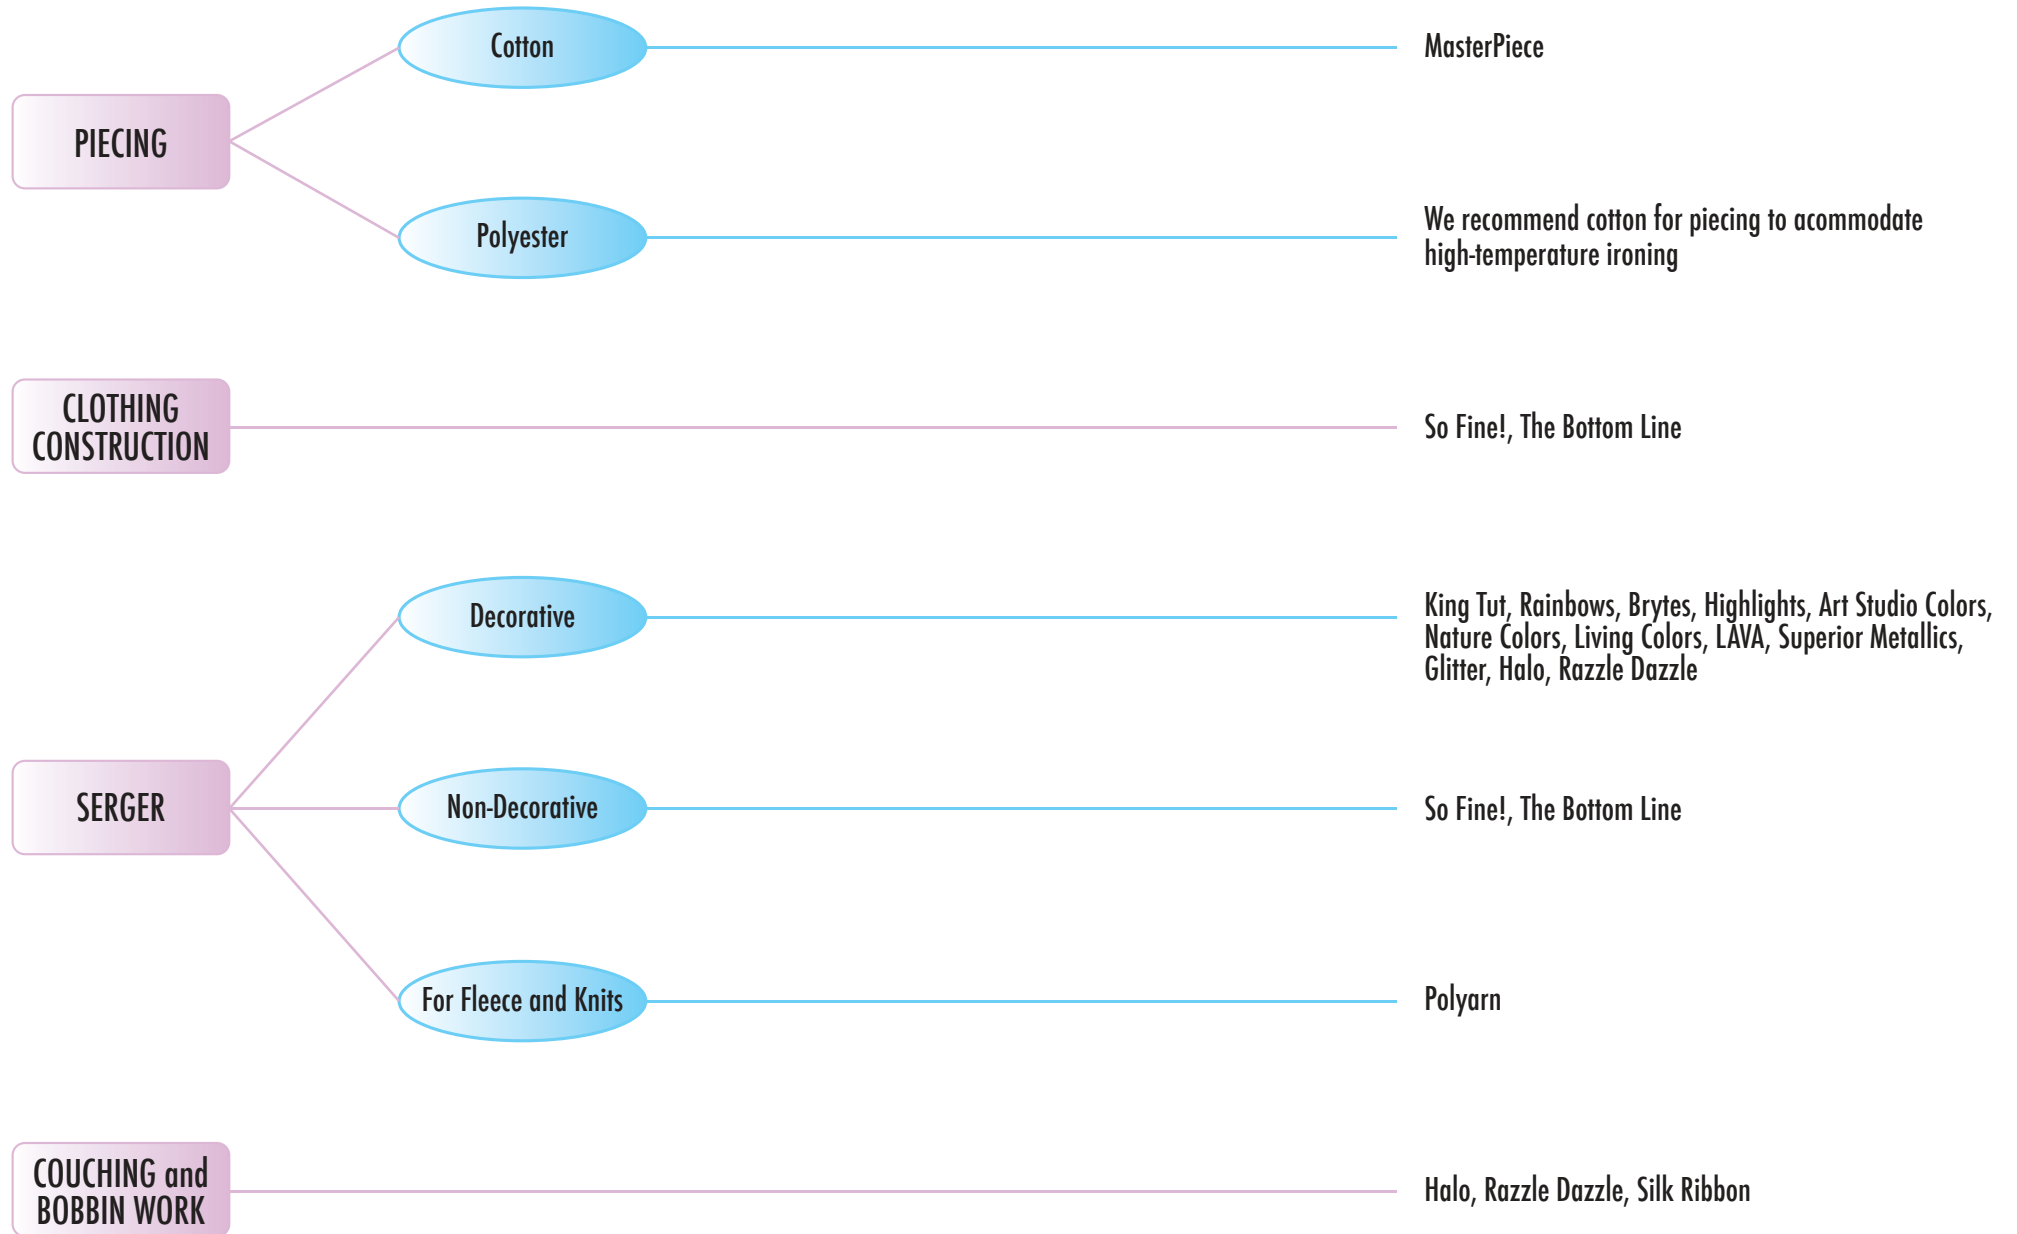 Cotton
MasterPiece
PIECING
Polyester
We recommend cotton for piecing to acommodate
high-temperature ironing
CLOTHING
CONSTRUCTION
So Fine!, The Bottom Line
Decorative
King Tut, Rainbows, Brytes, Highlights, Art Studio Colors,
Nature Colors, Living Colors, LAVA, Superior Metallics,
Glitter, Halo, Razzle Dazzle
SERGER
Non-Decorative
So Fine!, The Bottom Line
For Fleece and Knits
Polyarn
COUCHING and
BOBBIN WORK
Halo, Razzle Dazzle, Silk Ribbon